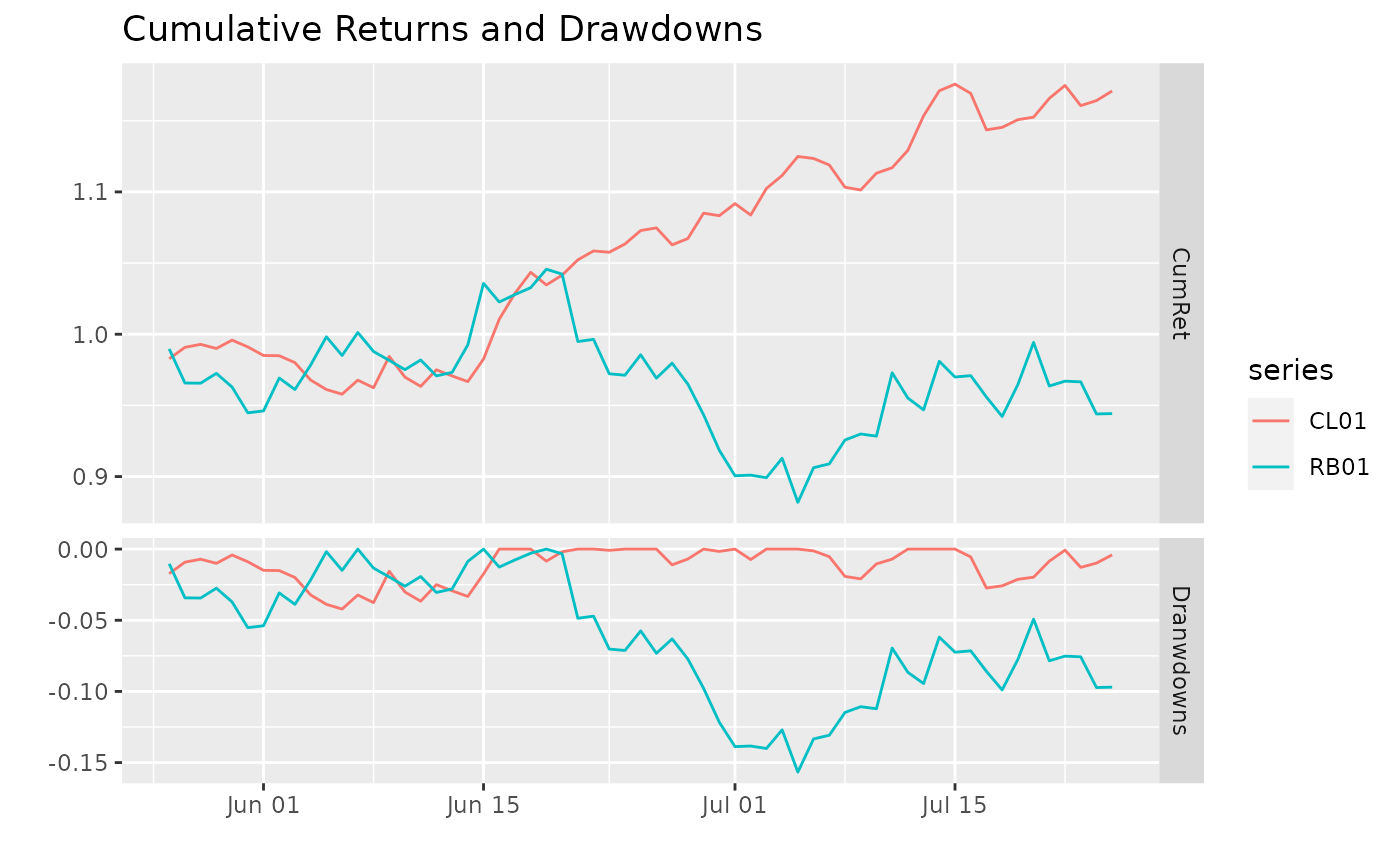 Cumulative Returns and Drawdowns
1.1
1.0
0.9
CumRet
0.00
-0.05
-0.10
-0.15
Dranwdowns
Jun 01
Jun 15
Jul 01
Jul 15
series
CL01
RB01